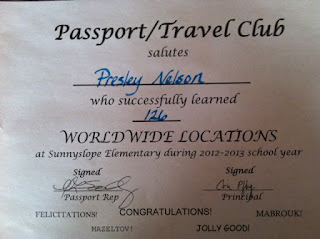 Passport/Travel Club
salutes
Presley Nelson
who successfully learned
126
WORLDWIDE LOCATIONS
at Sunnyslope Elementary during 2012-2013 school year
Signed Signed
Passport Rep Principal
FELICITATIONS! CONGRATULATIONS! MABROUK!
MAZELTOV! JOLLY GOOD!